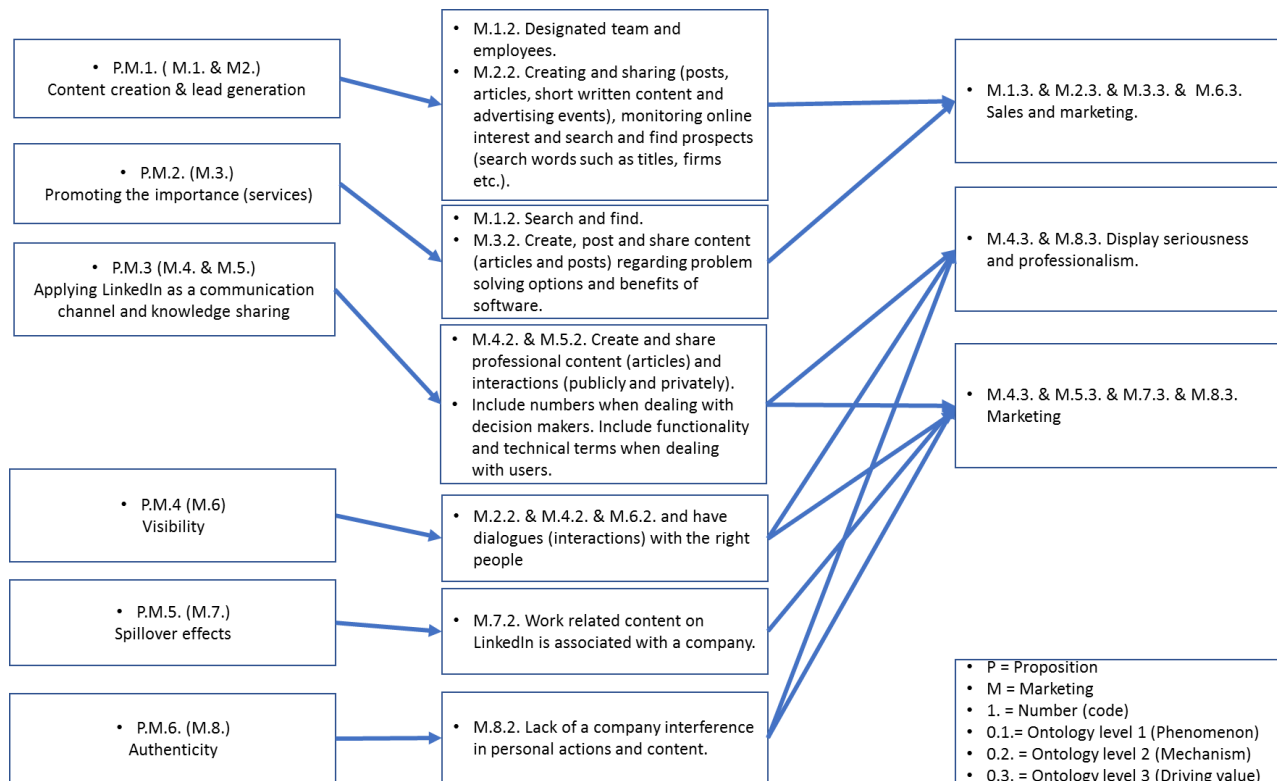 • P.M.1. ( M.1. & M2.)
Content creation & lead generation
• P.M.2. (M.3.)
Promoting the importance (services)
• P.M.3 (M.4. & M.5.)
Applying LinkedIn as a communication
channel and knowledge sharing
• P.M.4 (M.6)
Visibility
• P.M.5. (M.7.)
Spillover effects
• P.M.6. (M.8.)
Authenticity
• M.1.2. Designated team and
employees.
• M.2.2. Creating and sharing (posts,
articles, short written content and
advertising events), monitoring online
interest and search and find prospects
(search words such as titles, firms
etc.).
• M.1.2. Search and find.
• M.3.2. Create, post and share content
(articles and posts) regarding problem
solving options and benefits of
software.
• M.4.2. & M.5.2. Create and share
professional content (articles) and
interactions (publicly and privately).
• Include numbers when dealing with
decision makers. Include functionality
and technical terms when dealing
with users.
• M.2.2. & M.4.2. & M.6.2. and have
dialogues (interactions) with the right
people
• M.7.2. Work related content on
LinkedIn is associated with a company.
• M.8.2. Lack of a company interference
in personal actions and content.
• M.1.3. & M.2.3. & M.3.3. & M.6.3.
Sales and marketing.
• M.4.3. & M.8.3. Display seriousness
and professionalism.
• M.4.3. & M.5.3. & M.7.3. & M.8.3.
Marketing
• P = Proposition
• M = Marketing
• 1. = Number (code)
• 0.1.= Ontology level 1 (Phenomenon)
• 0.2. = Ontology level 2 (Mechanism)
• 0.3. = Ontology level 3 (Driving value)